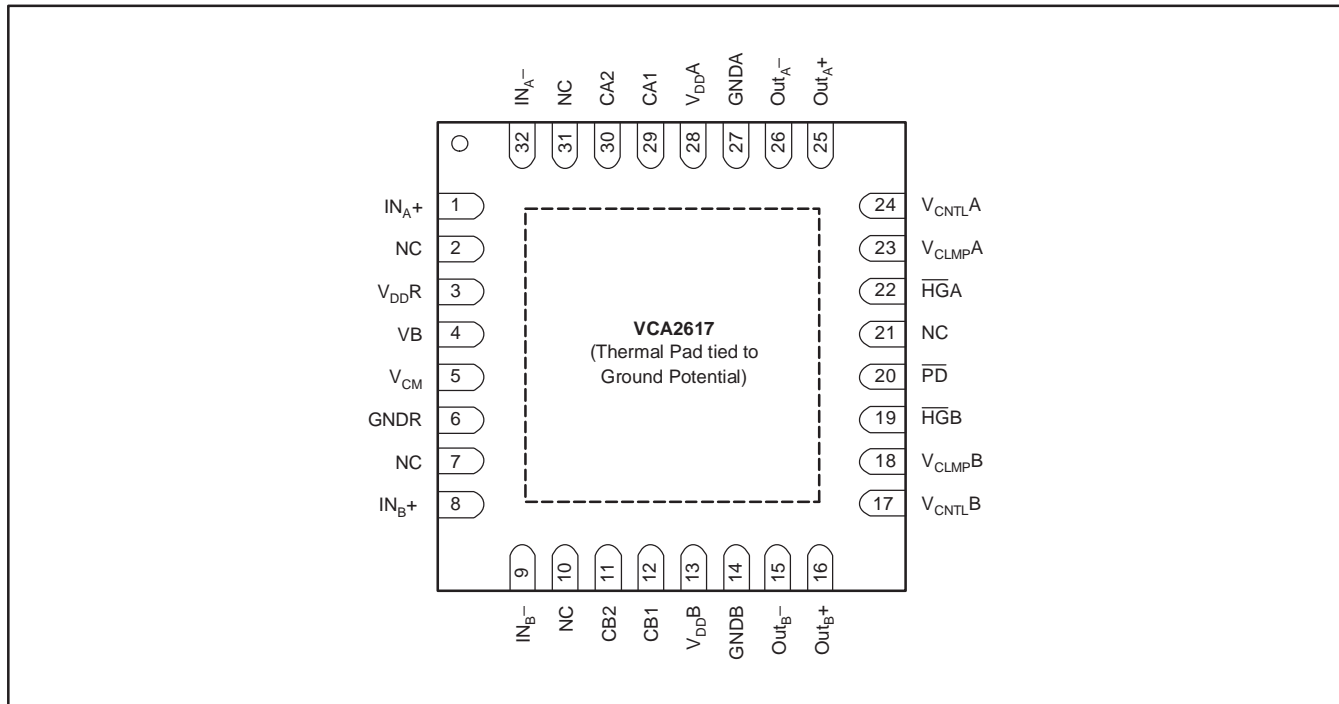 IN_A−
NC
CA2
CA1
V_DDA
GNDA
Out_A−
Out_A+
32
31
30
29
28
27
26
25
IN_A+ 1
NC 2
V_DDR 3
VB 4
V_CM 5
GNDR 6
NC 7
IN_B+ 8
VCA2617
(Thermal Pad tied to
Ground Potential)
24 V_CNTLA
23 V_CLMPA
22 H̅G̅A
21 NC
20 P̅D̅
19 H̅G̅B
18 V_CLMPB
17 V_CNTLB
9
10
11
12
13
14
15
16
IN_B−
NC
CB2
CB1
V_DDB
GNDB
Out_B−
Out_B+